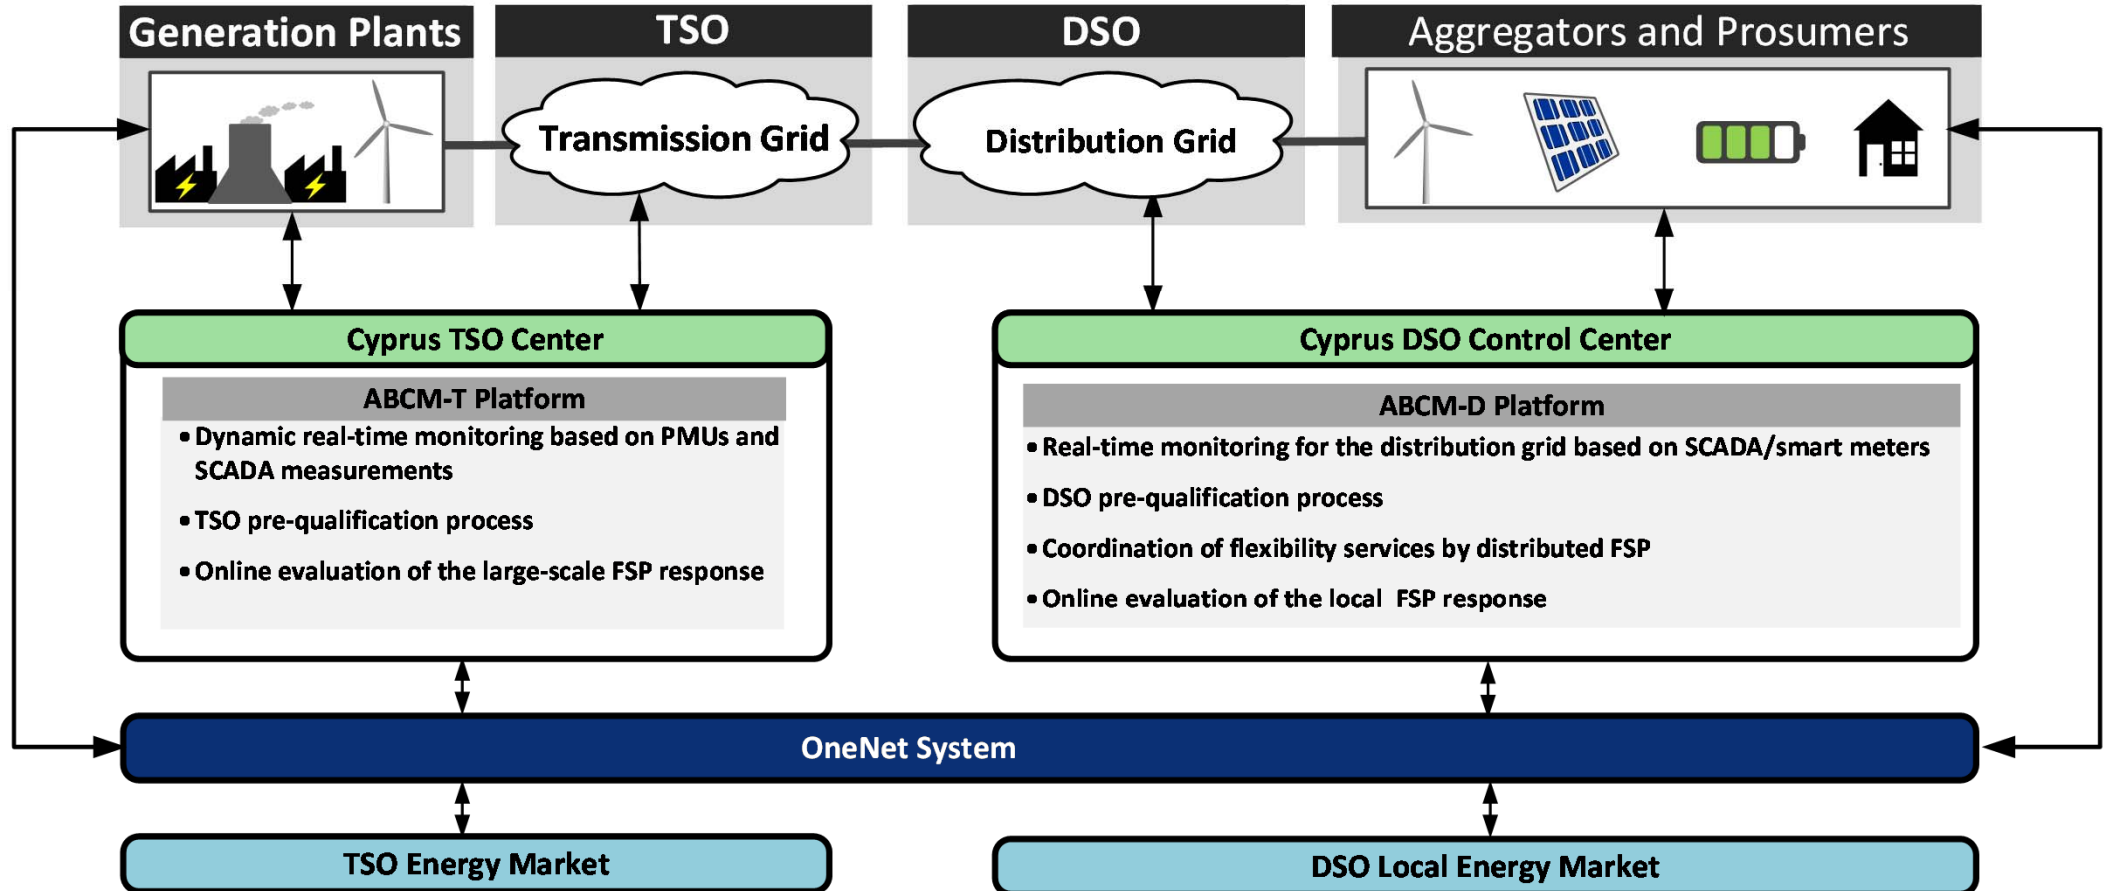 Generation Plants
TSO
DSO
Aggregators and Prosumers
Transmission Grid
Distribution Grid
Cyprus TSO Center
ABCM-T Platform
• Dynamic real-time monitoring based on PMUs and
SCADA measurements
• TSO pre-qualification process
• Online evaluation of the large-scale FSP response
Cyprus DSO Control Center
ABCM-D Platform
• Real-time monitoring for the distribution grid based on SCADA/smart meters
• DSO pre-qualification process
• Coordination of flexibility services by distributed FSP
• Online evaluation of the local FSP response
OneNet System
TSO Energy Market
DSO Local Energy Market